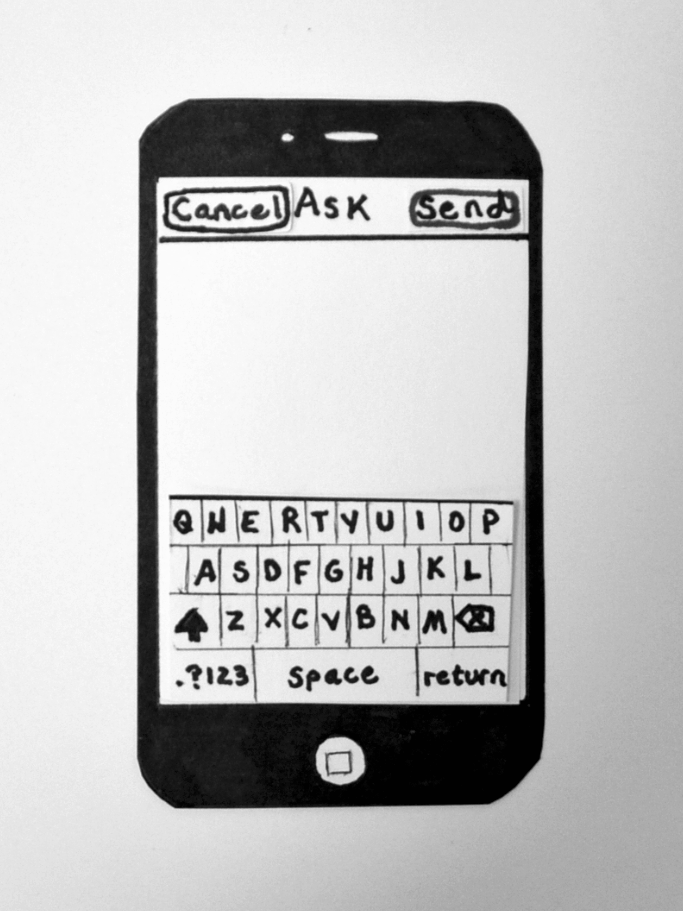 Cancel Ask Send
Q W E R T Y U I O P
A S D F G H J K L
Z X C V B N M
.?123 space return